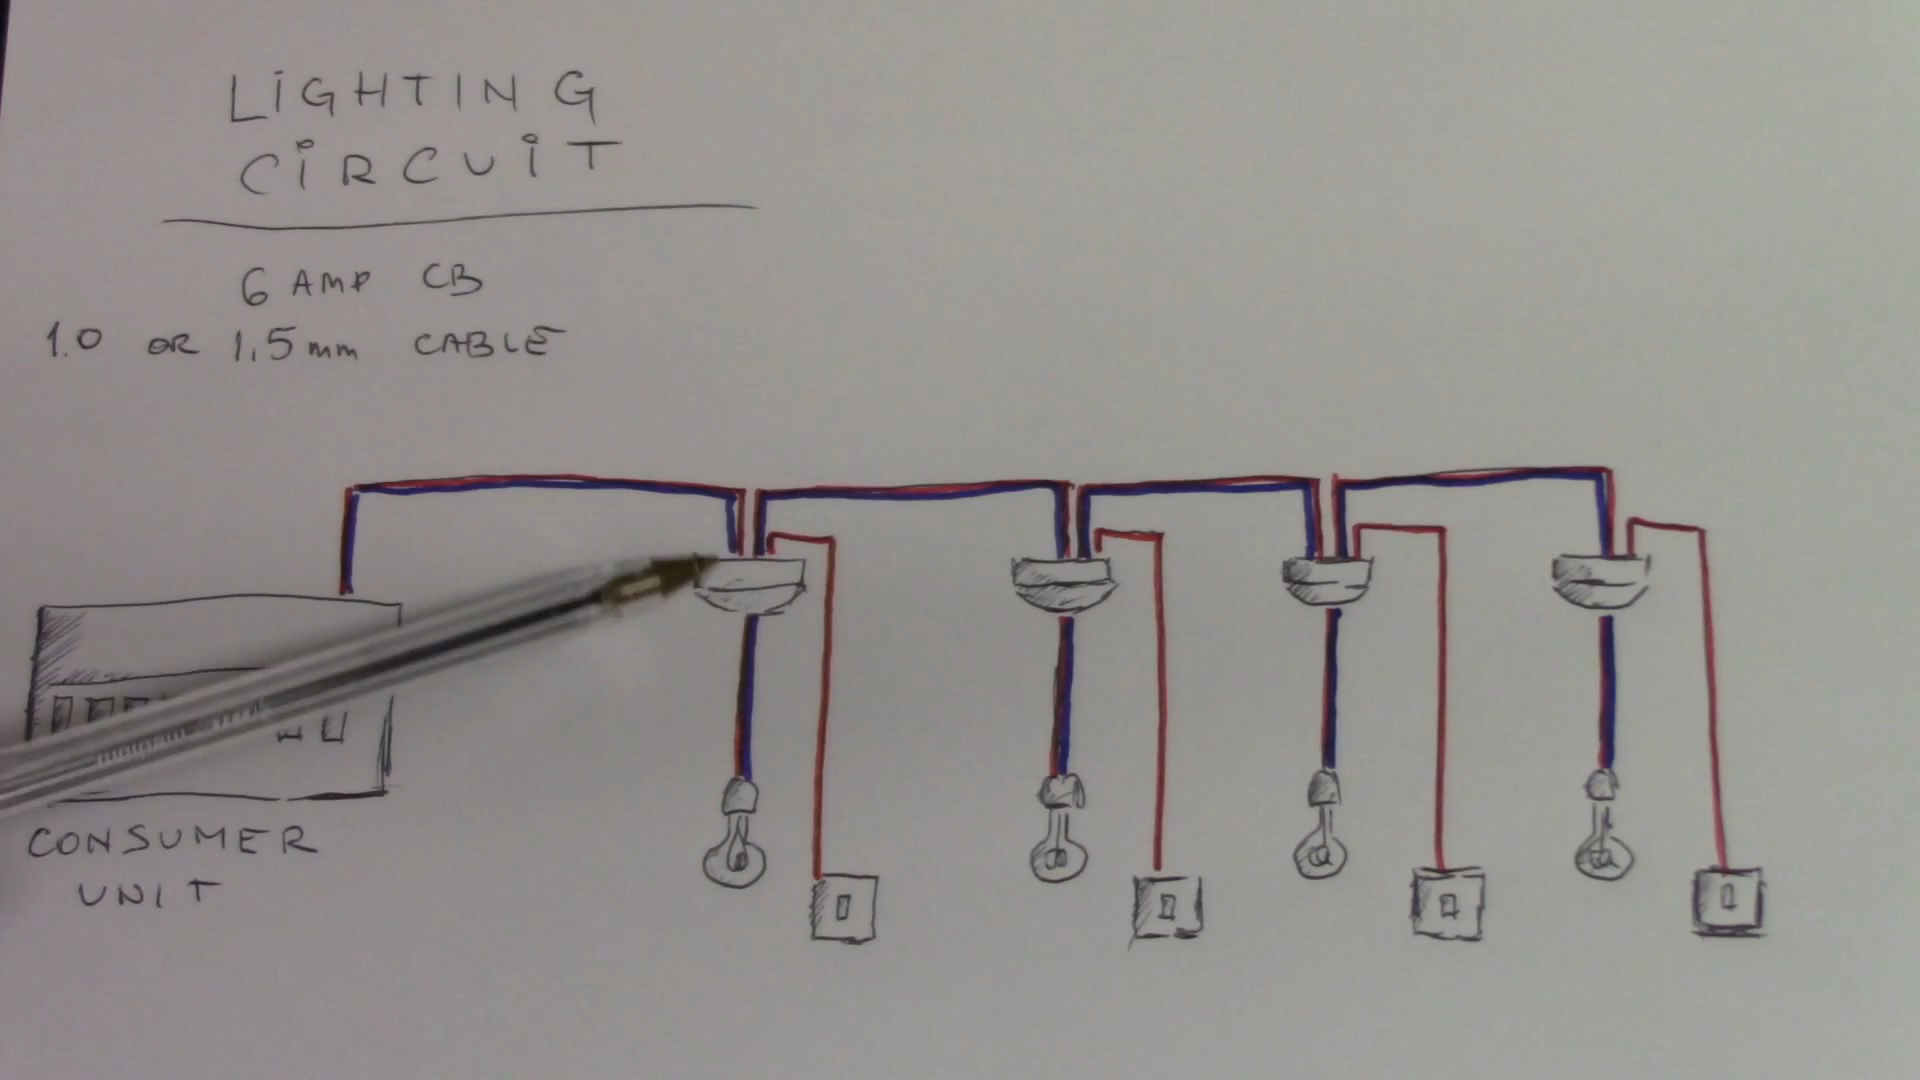 LiGHTING
CiRCUiT
6 AMP CB
1.0 OR 1.5mm CABLE
CONSUMER
UNIT